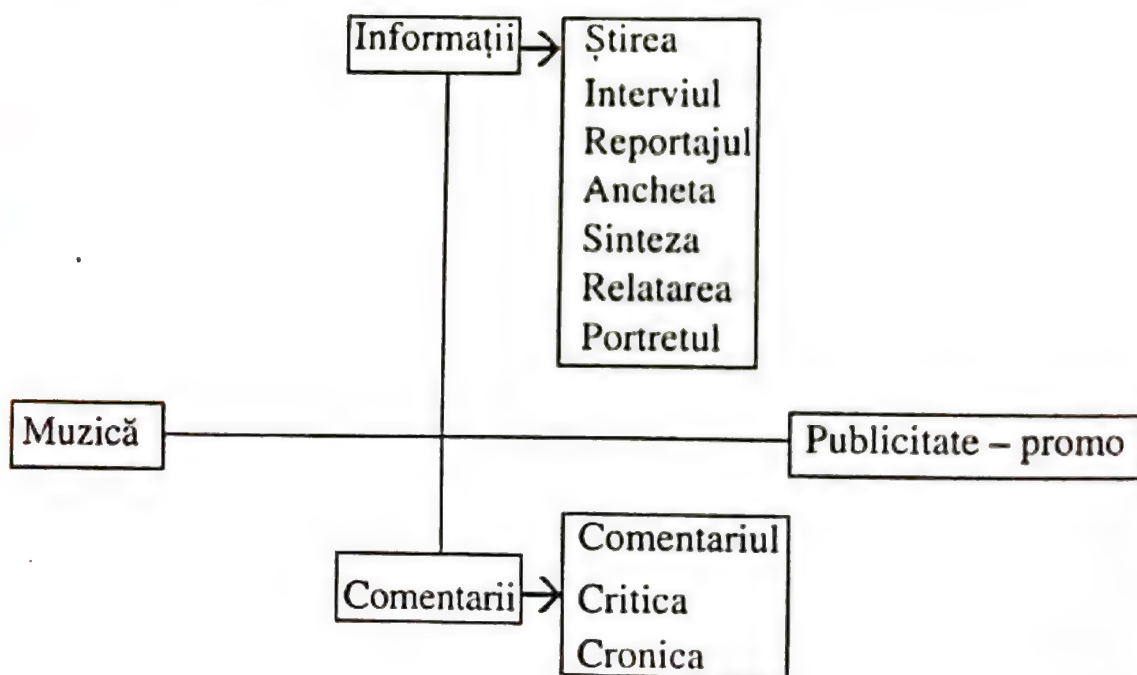 Informații
Știrea
Interviul
Reportajul
Ancheta
Sinteza
Relatarea
Portretul
Muzică
Publicitate – promo
Comentarii
Comentariul
Critica
Cronica